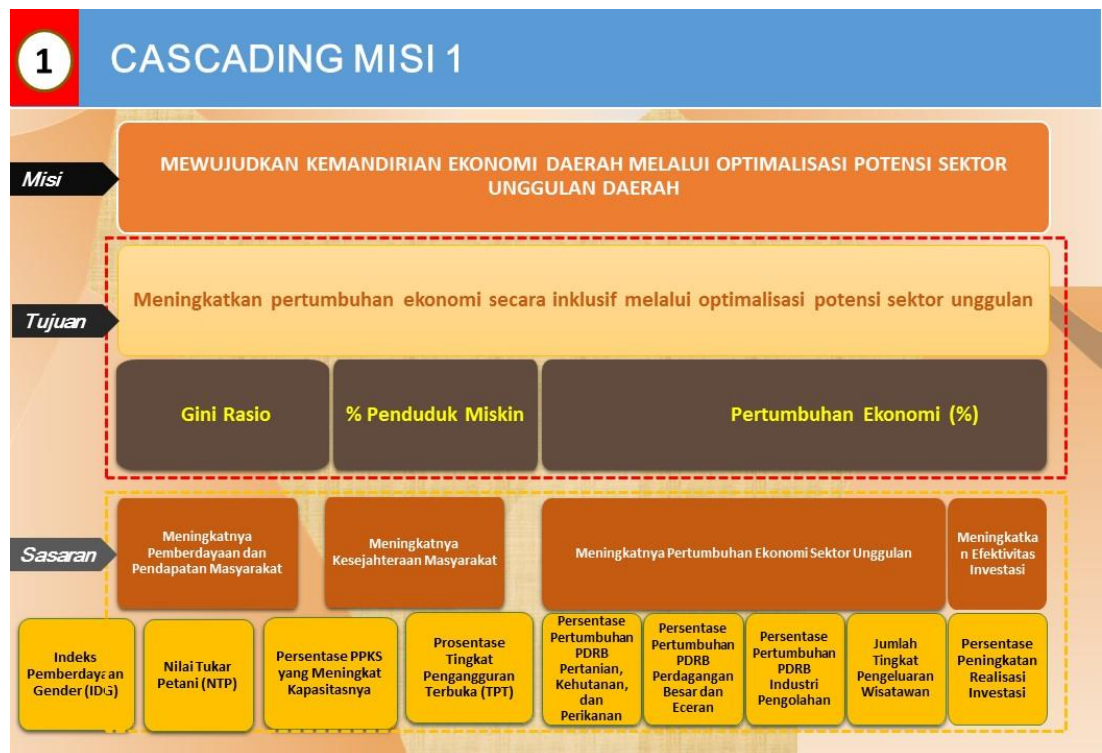 1
CASCADING MISI 1
Misi
MEWUJUDKAN KEMANDIRIAN EKONOMI DAERAH MELALUI OPTIMALISASI POTENSI SEKTOR
UNGGULAN DAERAH
Tujuan
Meningkatkan pertumbuhan ekonomi secara inklusif melalui optimalisasi potensi sektor unggulan
Gini Rasio
% Penduduk Miskin
Pertumbuhan Ekonomi (%)
Sasaran
Meningkatnya
Pemberdayaan dan
Pendapatan Masyarakat
Meningkatnya
Kesejahteraan Masyarakat
Meningkatnya Pertumbuhan Ekonomi Sektor Unggulan
Meningkatka
n Efektivitas
Investasi
Indeks
Pemberdayaan
Gender (IDG)
Nilai Tukar
Petani (NTP)
Persentase PPKS
yang Meningkat
Kapasitasnya
Prosentase
Tingkat
Pengangguran
Terbuka (TPT)
Persentase
Pertumbuhan
PDRB
Pertanian,
Kehutanan,
dan
Perikanan
Persentase
Pertumbuhan
PDRB
Perdagangan
Besar dan
Eceran
Persentase
Pertumbuhan
PDRB
Industri
Pengolahan
Jumlah
Tingkat
Pengeluaran
Wisatawan
Persentase
Peningkatan
Realisasi
Investasi